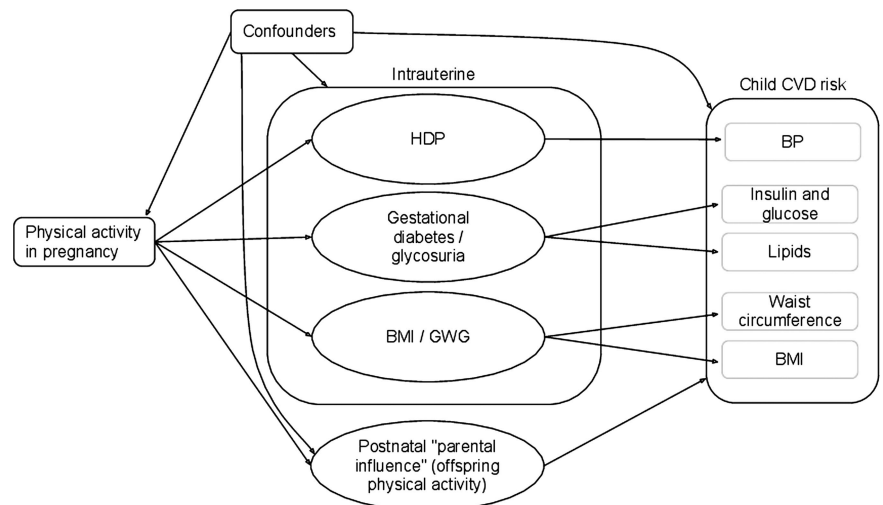 Confounders
Intrauterine
Child CVD risk
HDP
BP
Physical activity
in pregnancy
Gestational
diabetes /
glycosuria
Insulin and
glucose
Lipids
BMI / GWG
Waist
circumference
BMI
Postnatal "parental
influence" (offspring
physical activity)